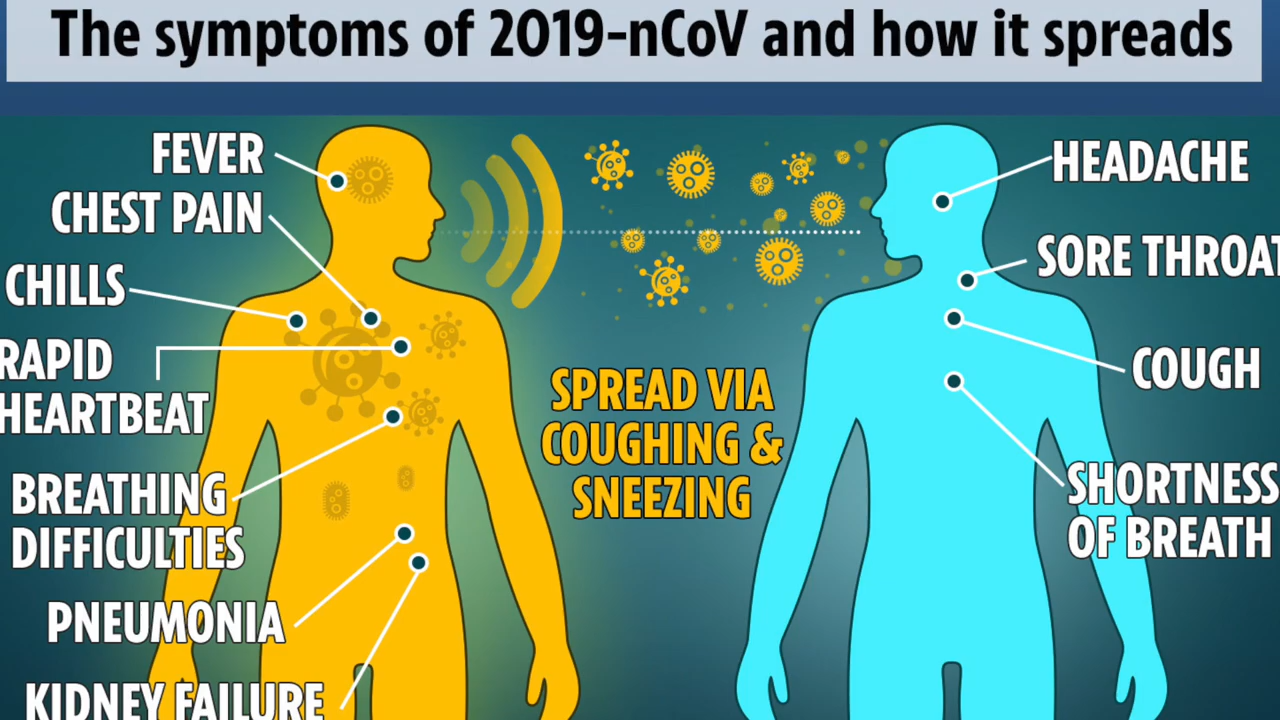 The symptoms of 2019-nCoV and how it spreads
FEVER
CHEST PAIN
CHILLS
RAPID
HEARTBEAT
BREATHING
DIFFICULTIES
PNEUMONIA
KIDNEY FAILURE
SPREAD VIA
COUGHING &
SNEEZING
HEADACHE
SORE THROAT
COUGH
SHORTNESS
OF BREATH